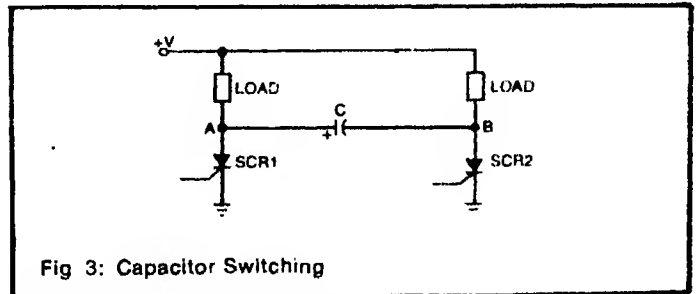 +V
LOAD
LOAD
C
A
+
B
SCR1
SCR2
Fig 3: Capacitor Switching